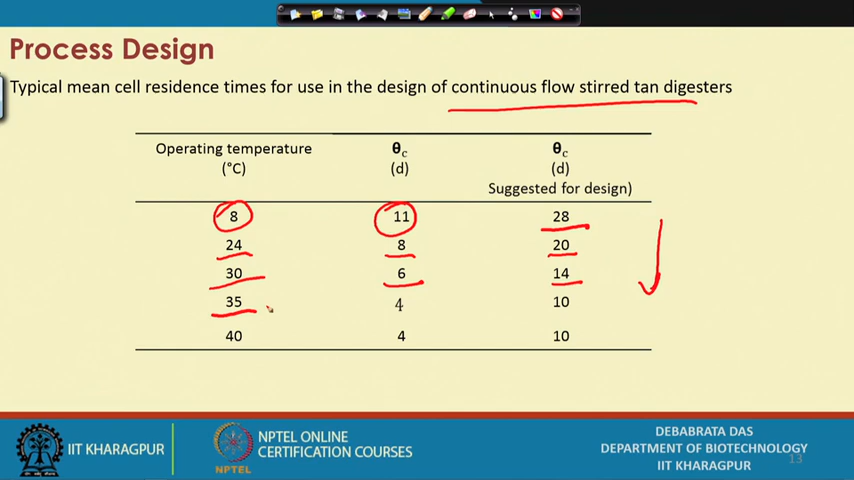 Process Design
Typical mean cell residence times for use in the design of continuous flow stirred tan digesters
Operating temperature (°C) θc (d) θc (d) Suggested for design)
8 11 28
24 8 20
30 6 14
35 4 10
40 4 10
IIT KHARAGPUR
NPTEL
NPTEL ONLINE
CERTIFICATION COURSES
DEBABRATA DAS
DEPARTMENT OF BIOTECHNOLOGY
IIT KHARAGPUR
13